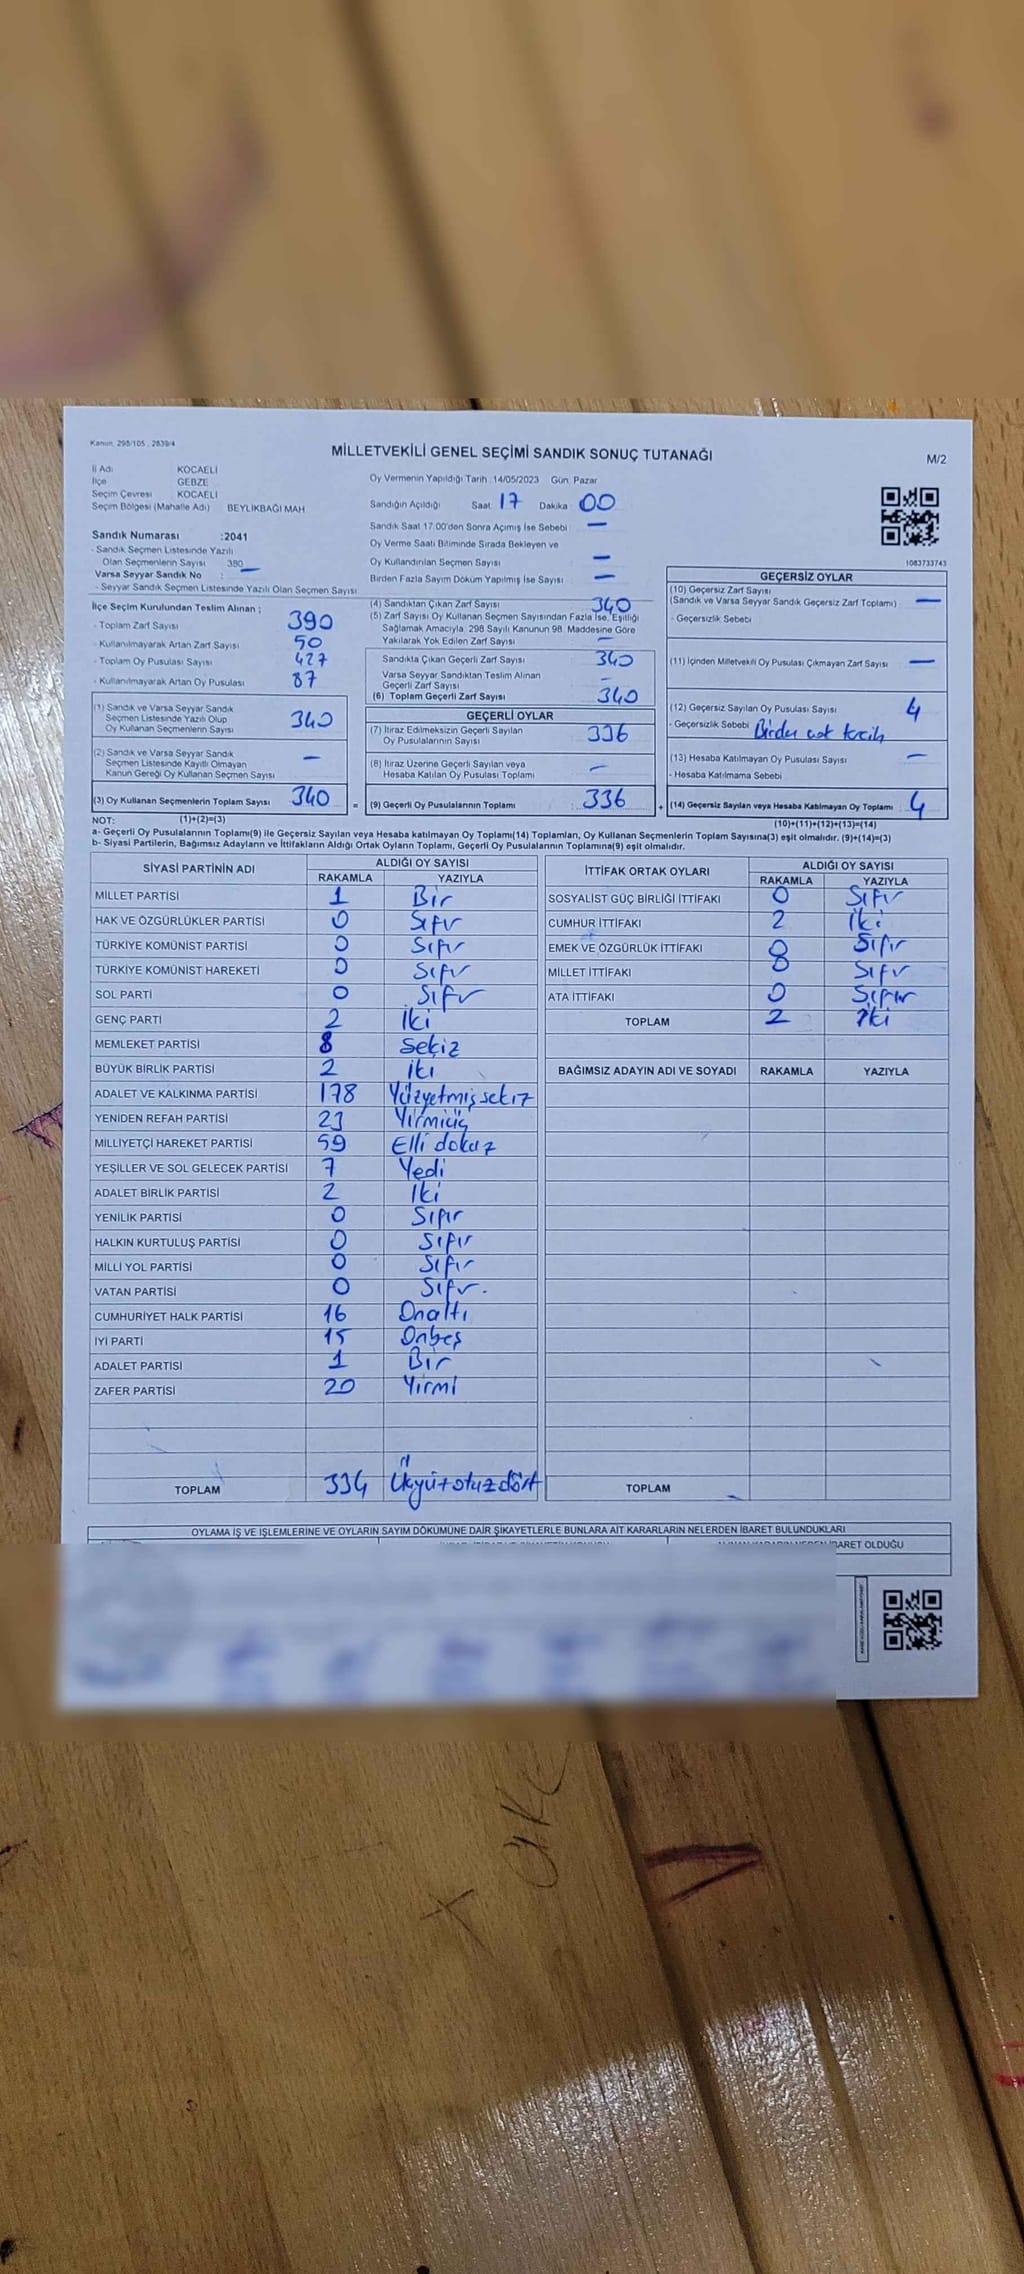 Kanun, 298/105 , 2839/4
MİLLETVEKİLİ GENEL SEÇİMİ SANDIK SONUÇ TUTANAĞI
M/2
İl Adı KOCAELİ
İlçe GEBZE
Seçim Çevresi KOCAELİ
Seçim Bölgesi (Mahalle Adı) BEYLİKBAĞI MAH
Sandık Numarası :2041
- Sandık Seçmen Listesinde Yazılı
Olan Seçmenlerin Sayısı 380
Varsa Seyyar Sandık No : —
- Seyyar Sandık Seçmen Listesinde Yazılı Olan Seçmen Sayısı
Oy Vermenin Yapıldığı Tarih :14/05/2023 Gün: Pazar
Sandığın Açıldığı Saat: 17 Dakika: 00
Sandık Saat 17:00'den Sonra Açımış İse Sebebi : —
Oy Verme Saati Bitiminde Sırada Bekleyen ve
Oy Kullandırılan Seçmen Sayısı —
Birden Fazla Sayım Döküm Yapılmış İse Sayısı —
1083733743
İlçe Seçim Kurulundan Teslim Alınan ;
- Toplam Zarf Sayısı 390
- Kullanılmayarak Artan Zarf Sayısı 50
- Toplam Oy Pusulası Sayısı 427
- Kullanılmayarak Artan Oy Pusulası 87
(1) Sandık ve Varsa Seyyar Sandık
Seçmen Listesinde Yazılı Olup
Oy Kullanan Seçmenlerin Sayısı 340
(2) Sandık ve Varsa Seyyar Sandık
Seçmen Listesinde Kayıtlı Olmayan
Kanun Gereği Oy Kullanan Seçmen Sayısı —
(3) Oy Kullanan Seçmenlerin Toplam Sayısı 340 =
(1)+(2)=(3)
(4) Sandıktan Çıkan Zarf Sayısı 340
(5) Zarf Sayısı Oy Kullanan Seçmen Sayısından Fazla İse, Eşitliği
Sağlamak Amacıyla 298 Sayılı Kanunun 98. Maddesine Göre
Yakılarak Yok Edilen Zarf Sayısı —
Sandıkta Çıkan Geçerli Zarf Sayısı 340
Varsa Seyyar Sandıktan Teslim Alınan
Geçerli Zarf Sayısı
(6) Toplam Geçerli Zarf Sayısı 340
GEÇERLİ OYLAR
(7) İtiraz Edilmeksizin Geçerli Sayılan
Oy Pusulalarının Sayısı 336
(8) İtiraz Üzerine Geçerli Sayılan veya
Hesaba Katılan Oy Pusulası Toplamı —
(9) Geçerli Oy Pusulalarının Toplamı 336 +
GEÇERSİZ OYLAR
(10) Geçersiz Zarf Sayısı
(Sandık ve Varsa Seyyar Sandık Geçersiz Zarf Toplamı) —
- Geçersizlik Sebebi
(11) İçinden Milletvekili Oy Pusulası Çıkmayan Zarf Sayısı —
(12) Geçersiz Sayılan Oy Pusulası Sayısı 4
- Geçersizlik Sebebi
(13) Hesaba Katılmayan Oy Pusulası Sayısı —
- Hesaba Katılmama Sebebi
(14) Geçersiz Sayılan veya Hesaba Katılmayan Oy Toplamı 4
(10)+(11)+(12)+(13)=(14)
NOT:
a- Geçerli Oy Pusulalarının Toplamı(9) ile Geçersiz Sayılan veya Hesaba katılmayan Oy Toplamı(14) Toplamları, Oy Kullanan Seçmenlerin Toplam Sayısına(3) eşit olmalıdır. (9)+(14)=(3)
b- Siyasi Partilerin, Bağımsız Adayların ve İttifakların Aldığı Ortak Oyların Toplamı, Geçerli Oy Pusulalarının Toplamına(9) eşit olmalıdır.
SİYASİ PARTİNİN ADI ALDIĞI OY SAYISI
RAKAMLA YAZIYLA
MİLLET PARTİSİ 1 Bir
HAK VE ÖZGÜRLÜKLER PARTİSİ 0 Sıfır
TÜRKİYE KOMÜNİST PARTİSİ 0 Sıfır
TÜRKİYE KOMÜNİST HAREKETİ 0 Sıfır
SOL PARTİ 0 Sıfır
GENÇ PARTİ 2 İki
MEMLEKET PARTİSİ 8 Sekiz
BÜYÜK BİRLİK PARTİSİ 2 İki
ADALET VE KALKINMA PARTİSİ 178 Yüzyetmiş sekiz
YENİDEN REFAH PARTİSİ 23 Yirmiüç
MİLLİYETÇİ HAREKET PARTİSİ 59 Elli dokuz
YEŞİLLER VE SOL GELECEK PARTİSİ 7 Yedi
ADALET BİRLİK PARTİSİ 2 İki
YENİLİK PARTİSİ 0 Sıfır
HALKIN KURTULUŞ PARTİSİ 0 Sıfır
MİLLİ YOL PARTİSİ 0 Sıfır
VATAN PARTİSİ 0 Sıfır.
CUMHURİYET HALK PARTİSİ 16 Onaltı
İYİ PARTİ 15 Onbeş
ADALET PARTİSİ 1 Bir
ZAFER PARTİSİ 20 Yirmi
TOPLAM 334 Üçyüz otuz dört
İTTİFAK ORTAK OYLARI ALDIĞI OY SAYISI
RAKAMLA YAZIYLA
SOSYALİST GÜÇ BİRLİĞİ İTTİFAKI 0 Sıfır
CUMHUR İTTİFAKI 2 İki
EMEK VE ÖZGÜRLÜK İTTİFAKI 0 Sıfır
MİLLET İTTİFAKI 0 Sıfır
ATA İTTİFAKI 0 Sıfır
TOPLAM 2 İki
BAĞIMSIZ ADAYIN ADI VE SOYADI RAKAMLA YAZIYLA
TOPLAM
OYLAMA İŞ VE İŞLEMLERİNE VE OYLARIN SAYIM DÖKÜMÜNE DAİR ŞİKAYETLERLE BUNLARA AİT KARARLARIN NELERDEN İBARET BULUNDUKLARI
İBARET OLDUĞU